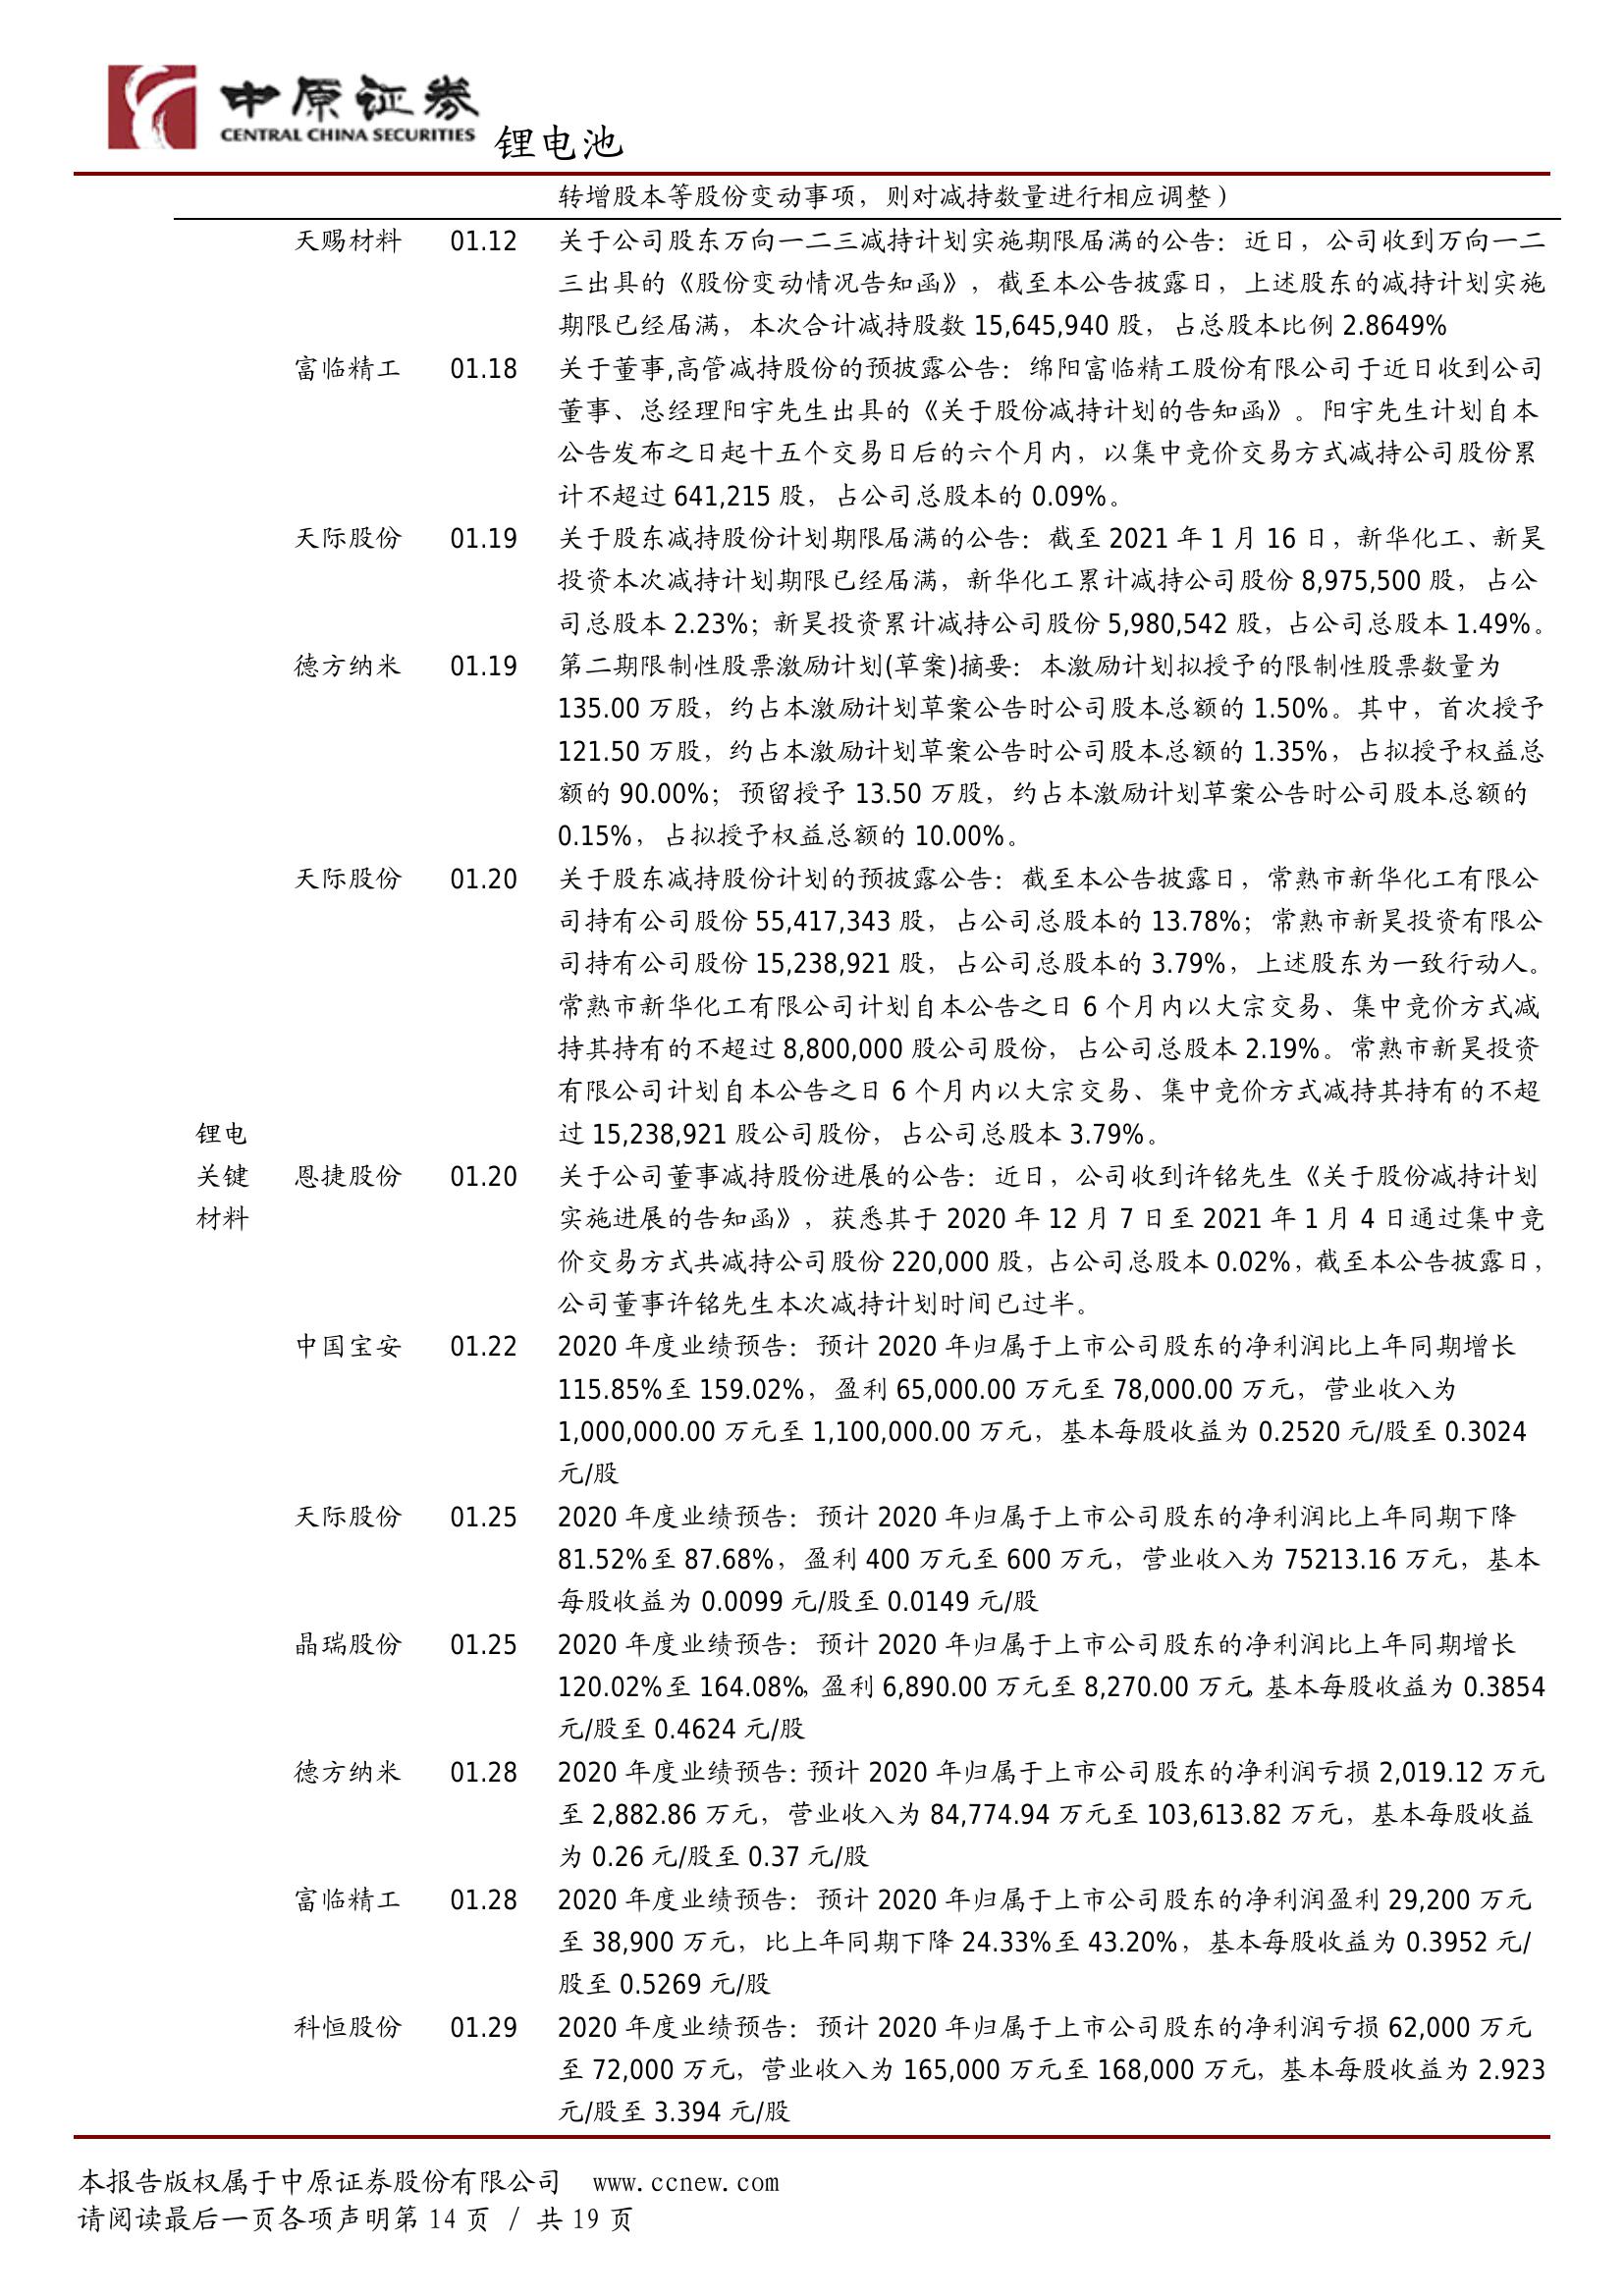 中原证券
CENTRAL CHINA SECURITIES
锂电池
转增股本等股份变动事项，则对减持数量进行相应调整）
天赐材料 01.12 关于公司股东万向一二三减持计划实施期限届满的公告：近日，公司收到万向一二
三出具的《股份变动情况告知函》，截至本公告披露日，上述股东的减持计划实施
期限已经届满，本次合计减持股数 15,645,940 股，占总股本比例 2.8649%
富临精工 01.18 关于董事,高管减持股份的预披露公告：绵阳富临精工股份有限公司于近日收到公司
董事、总经理阳宇先生出具的《关于股份减持计划的告知函》。阳宇先生计划自本
公告发布之日起十五个交易日后的六个月内，以集中竞价交易方式减持公司股份累
计不超过 641,215 股，占公司总股本的 0.09%。
天际股份 01.19 关于股东减持股份计划期限届满的公告：截至 2021 年 1 月 16 日，新华化工、新昊
投资本次减持计划期限已经届满，新华化工累计减持公司股份 8,975,500 股，占公
司总股本 2.23%；新昊投资累计减持公司股份 5,980,542 股，占公司总股本 1.49%。
德方纳米 01.19 第二期限制性股票激励计划(草案)摘要：本激励计划拟授予的限制性股票数量为
135.00 万股，约占本激励计划草案公告时公司股本总额的 1.50%。其中，首次授予
121.50 万股，约占本激励计划草案公告时公司股本总额的 1.35%，占拟授予权益总
额的 90.00%；预留授予 13.50 万股，约占本激励计划草案公告时公司股本总额的
0.15%，占拟授予权益总额的 10.00%。
天际股份 01.20 关于股东减持股份计划的预披露公告：截至本公告披露日，常熟市新华化工有限公
司持有公司股份 55,417,343 股，占公司总股本的 13.78%；常熟市新昊投资有限公
司持有公司股份 15,238,921 股，占公司总股本的 3.79%，上述股东为一致行动人。
常熟市新华化工有限公司计划自本公告之日 6 个月内以大宗交易、集中竞价方式减
持其持有的不超过 8,800,000 股公司股份，占公司总股本 2.19%。常熟市新昊投资
有限公司计划自本公告之日 6 个月内以大宗交易、集中竞价方式减持其持有的不超
锂电 过 15,238,921 股公司股份，占公司总股本 3.79%。
关键 恩捷股份 01.20 关于公司董事减持股份进展的公告：近日，公司收到许铭先生《关于股份减持计划
材料 实施进展的告知函》，获悉其于 2020 年 12 月 7 日至 2021 年 1 月 4 日通过集中竞
价交易方式共减持公司股份 220,000 股，占公司总股本 0.02%，截至本公告披露日，
公司董事许铭先生本次减持计划时间已过半。
中国宝安 01.22 2020 年度业绩预告：预计 2020 年归属于上市公司股东的净利润比上年同期增长
115.85%至 159.02%，盈利 65,000.00 万元至 78,000.00 万元，营业收入为
1,000,000.00 万元至 1,100,000.00 万元，基本每股收益为 0.2520 元/股至 0.3024
元/股
天际股份 01.25 2020 年度业绩预告：预计 2020 年归属于上市公司股东的净利润比上年同期下降
81.52%至 87.68%，盈利 400 万元至 600 万元，营业收入为 75213.16 万元，基本
每股收益为 0.0099 元/股至 0.0149 元/股
晶瑞股份 01.25 2020 年度业绩预告：预计 2020 年归属于上市公司股东的净利润比上年同期增长
120.02%至 164.08%，盈利 6,890.00 万元至 8,270.00 万元，基本每股收益为 0.3854
元/股至 0.4624 元/股
德方纳米 01.28 2020 年度业绩预告：预计 2020 年归属于上市公司股东的净利润亏损 2,019.12 万元
至 2,882.86 万元，营业收入为 84,774.94 万元至 103,613.82 万元，基本每股收益
为 0.26 元/股至 0.37 元/股
富临精工 01.28 2020 年度业绩预告：预计 2020 年归属于上市公司股东的净利润盈利 29,200 万元
至 38,900 万元，比上年同期下降 24.33%至 43.20%，基本每股收益为 0.3952 元/
股至 0.5269 元/股
科恒股份 01.29 2020 年度业绩预告：预计 2020 年归属于上市公司股东的净利润亏损 62,000 万元
至 72,000 万元，营业收入为 165,000 万元至 168,000 万元，基本每股收益为 2.923
元/股至 3.394 元/股
本报告版权属于中原证券股份有限公司 www.ccnew.com
请阅读最后一页各项声明第 14 页 / 共 19 页